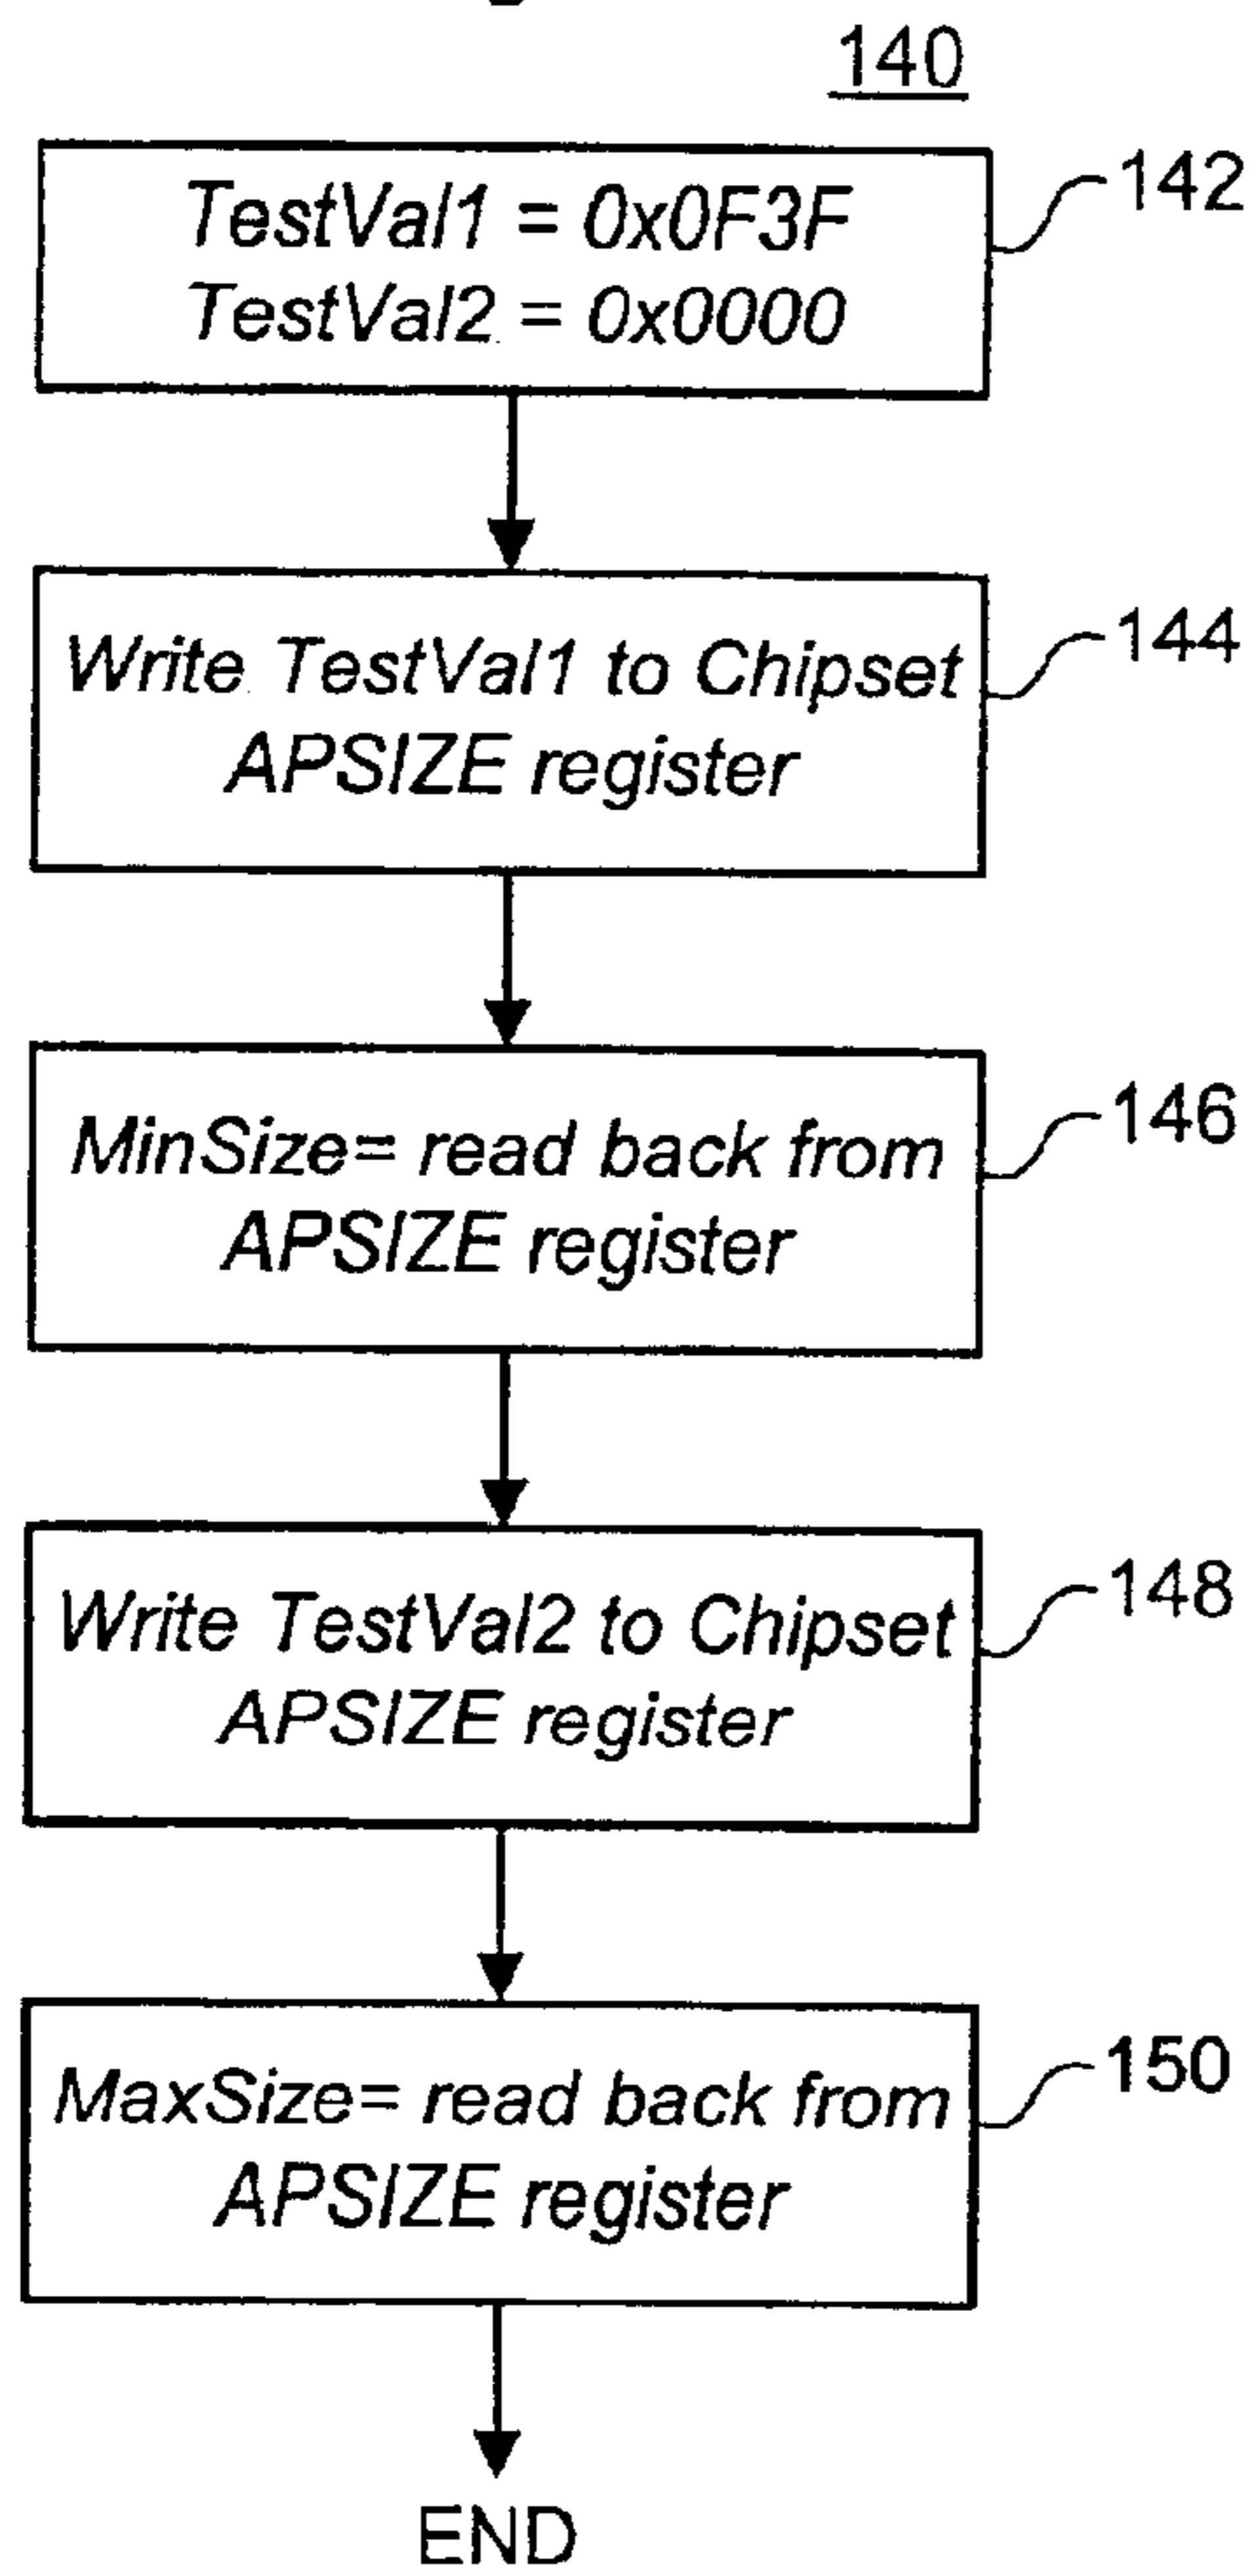 140
TestVal1 = 0x0F3F
TestVal2 = 0x0000
142
Write TestVal1 to Chipset
APSIZE register
144
MinSize= read back from
APSIZE register
146
Write TestVal2 to Chipset
APSIZE register
148
MaxSize= read back from
APSIZE register
150
END